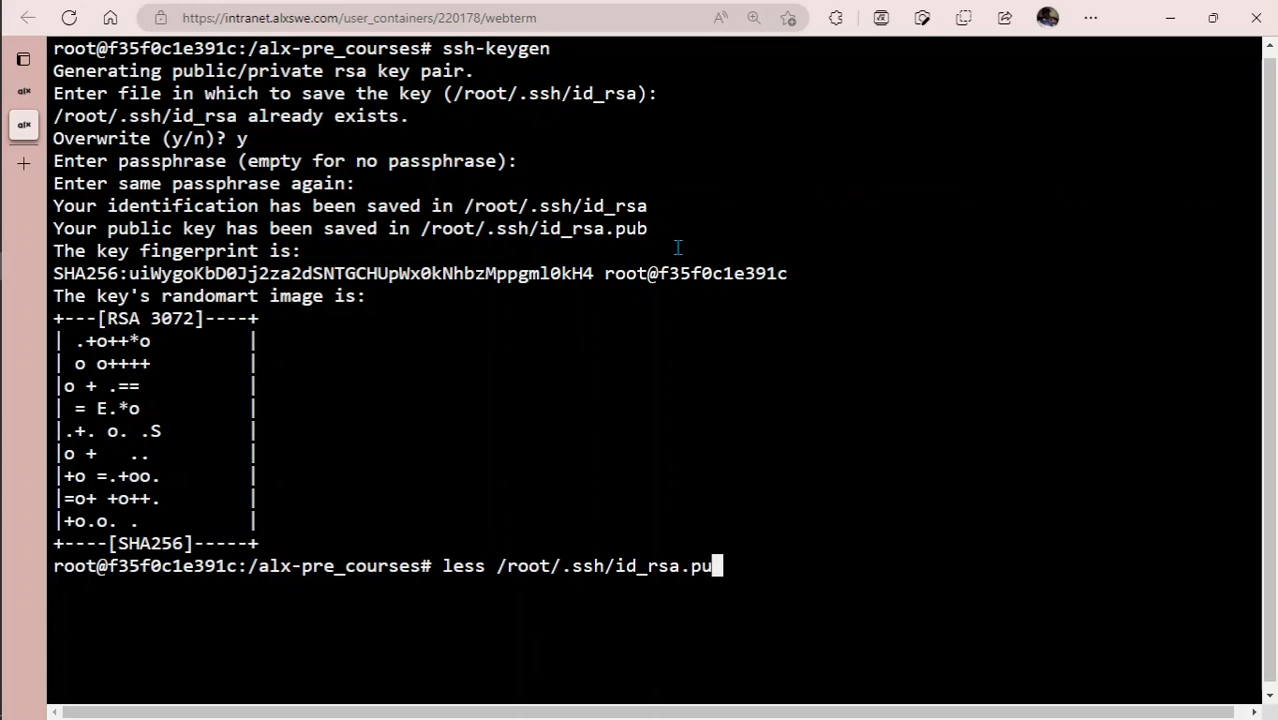 https://intranet.alxswe.com/user_containers/220178/webterm
root@f35f0c1e391c:/alx-pre_courses# ssh-keygen
Generating public/private rsa key pair.
Enter file in which to save the key (/root/.ssh/id_rsa):
/root/.ssh/id_rsa already exists.
Overwrite (y/n)? y
Enter passphrase (empty for no passphrase):
Enter same passphrase again:
Your identification has been saved in /root/.ssh/id_rsa
Your public key has been saved in /root/.ssh/id_rsa.pub
The key fingerprint is:
SHA256:uiWygoKbD0Jj2za2dSNTGCHUpWx0kNhbzMppgml0kH4 root@f35f0c1e391c
The key's randomart image is:
+---[RSA 3072]----+
| .+o++*o         |
| o o++++         |
|o + .==          |
| = E.*o          |
|.+. o. .S        |
|o +   ..         |
|+o =.+oo.        |
|=o+ +o++.        |
|+o.o. .          |
+----[SHA256]-----+
root@f35f0c1e391c:/alx-pre_courses# less /root/.ssh/id_rsa.pu
alx
alx